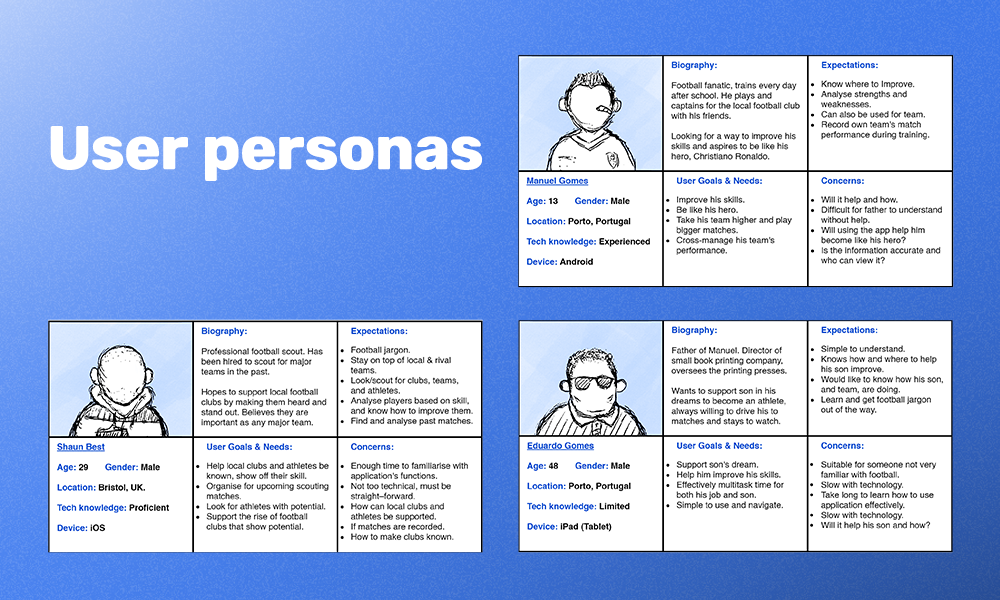 User personas
Biography:
Football fanatic, trains every day
after school. He plays and
captains for the local football club
with his friends.
Looking for a way to improve his
skills and aspires to be like his
hero, Christiano Ronaldo.
Expectations:
• Know where to Improve.
• Analyse strengths and
weaknesses.
• Can also be used for team.
• Record own team's match
performance during training.
Manuel Gomes
Age: 13 Gender: Male
Location: Porto, Portugal
Tech knowledge: Experienced
Device: Android
User Goals & Needs:
• Improve his skills.
• Be like his hero.
• Take his team higher and play
bigger matches.
• Cross-manage his team's
performance.
Concerns:
• Will it help and how.
• Difficult for father to understand
without help.
• Will using the app help him
become like his hero?
• Is the information accurate and
who can view it?
Biography:
Professional football scout. Has
been hired to scout for major
teams in the past.
Hopes to support local football
clubs by making them heard and
stand out. Believes they are
important as any major team.
Expectations:
• Football jargon.
• Stay on top of local & rival
teams.
• Look/scout for clubs, teams,
and athletes.
• Analyse players based on skill,
and know how to improve them.
• Find and analyse past matches.
Shaun Best
Age: 29 Gender: Male
Location: Bristol, UK.
Tech knowledge: Proficient
Device: iOS
User Goals & Needs:
• Help local clubs and athletes be
known, show off their skill.
• Organise for upcoming scouting
matches.
• Look for athletes with potential.
• Support the rise of football
clubs that show potential.
Concerns:
• Enough time to familiarise with
application's functions.
• Not too technical, must be
straight–forward.
• How can local clubs and
athletes be supported.
• If matches are recorded.
• How to make clubs known.
Biography:
Father of Manuel. Director of
small book printing company,
oversees the printing presses.
Wants to support son in his
dreams to become an athlete,
always willing to drive his to
matches and stays to watch.
Expectations:
• Simple to understand.
• Knows how and where to help
his son improve.
• Would like to know how his son,
and team, are doing.
• Learn and get football jargon
out of the way.
Eduardo Gomes
Age: 48 Gender: Male
Location: Porto, Portugal
Tech knowledge: Limited
Device: iPad (Tablet)
User Goals & Needs:
• Support son's dream.
• Help him improve his skills.
• Effectively multitask time for
both his job and son.
• Simple to use and navigate.
Concerns:
• Suitable for someone not very
familiar with football.
• Slow with technology.
• Take long to learn how to use
application effectively.
• Slow with technology.
• Will it help his son and how?